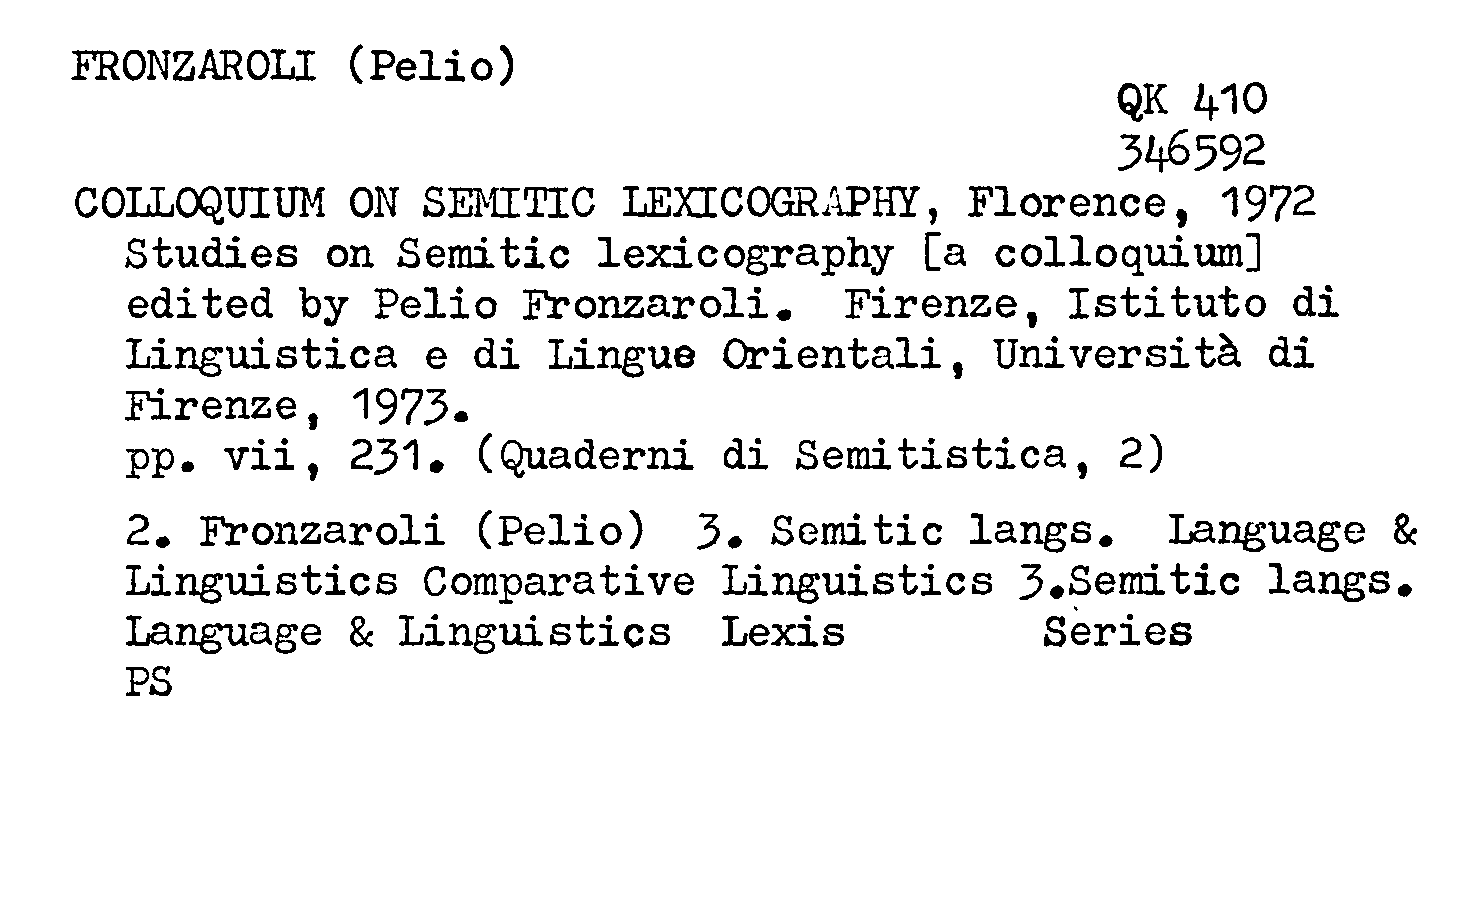 FRONZAROLI (Pelio)
QK 410
346592
COLLOQUIUM ON SEMITIC LEXICOGRAPHY, Florence, 1972
Studies on Semitic lexicography [a colloquium]
edited by Pelio Fronzaroli. Firenze, Istituto di
Linguistica e di Lingue Orientali, Università di
Firenze, 1973.
pp. vii, 231. (Quaderni di Semitistica, 2)
2. Fronzaroli (Pelio) 3. Semitic langs. Language &
Linguistics Comparative Linguistics 3.Semitic langs.
Language & Linguistics Lexis Series
PS